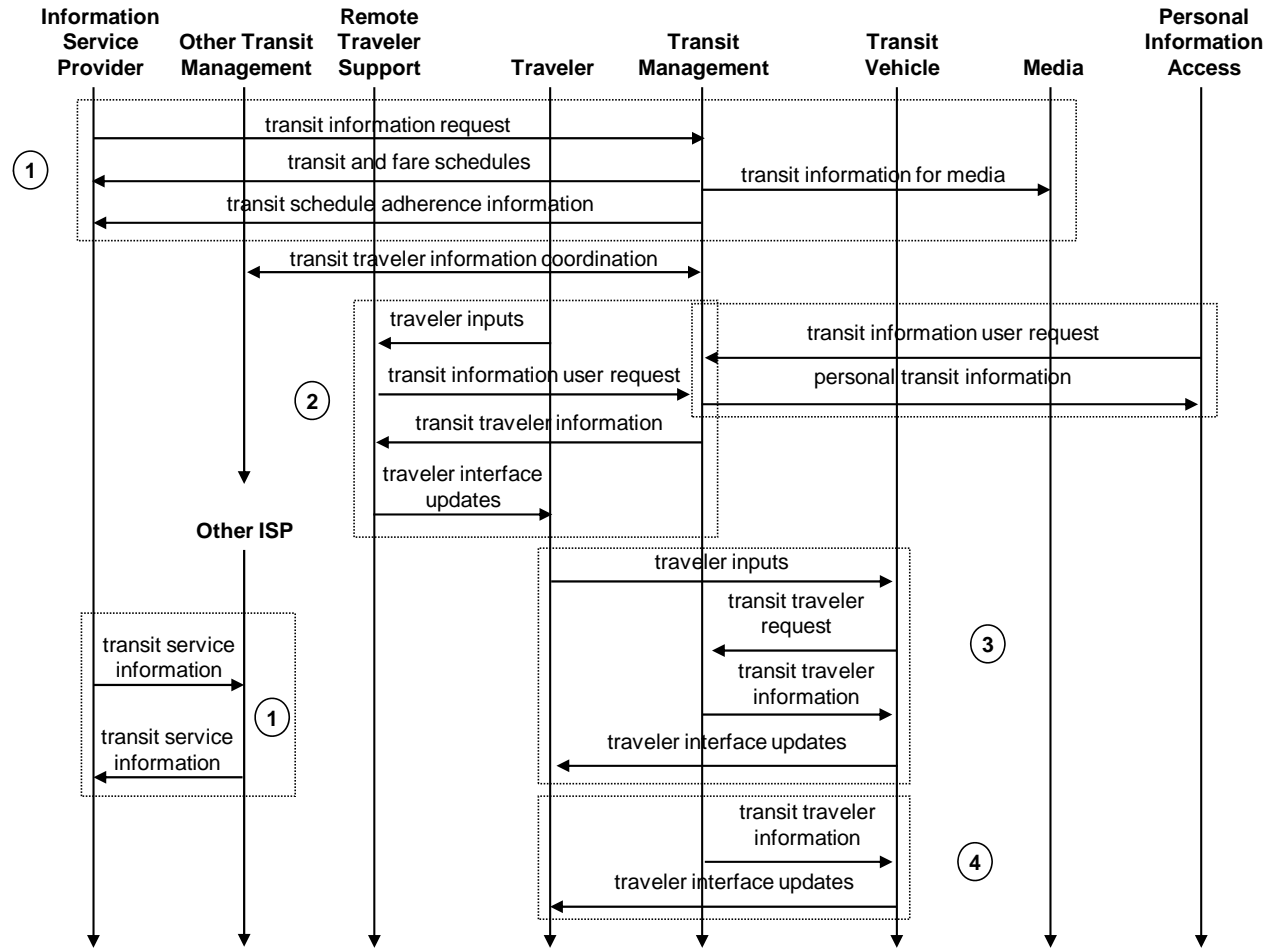 Information
Service
Provider
Other Transit
Management
Remote
Traveler
Support
Traveler
Transit
Management
Transit
Vehicle
Media
Personal
Information
Access
transit information request
1
transit and fare schedules
transit information for media
transit schedule adherence information
transit traveler information coordination
traveler inputs
transit information user request
transit information user request
personal transit information
2
transit traveler information
traveler interface
updates
Other ISP
traveler inputs
transit traveler
request
3
transit service
information
transit traveler
information
1
transit service
information
traveler interface updates
transit traveler
information
4
traveler interface updates